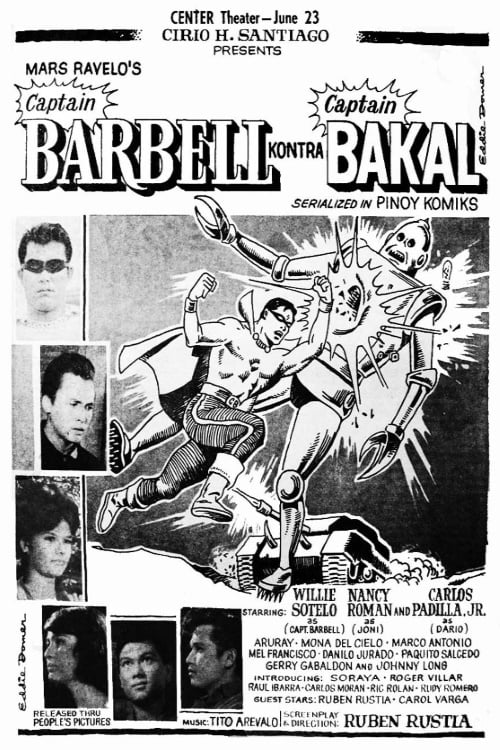 CENTER Theater—June 23
CIRIO H. SANTIAGO
PRESENTS
MARS RAVELO'S
Captain
BARBELL
KONTRA
Captain
BAKAL
Eddie Domer
SERIALIZED IN PINOY KOMIKS
STARRING: WILLIE SOTELO as (CAPT. BARBELL) NANCY ROMAN as (JONI) AND CARLOS PADILLA, JR. as (DARIO)
ARURAY · MONA DEL CIELO · MARCO ANTONIO
MEL FRANCISCO · DANILO JURADO · PAQUITO SALCEDO
GERRY GABALDON AND JOHNNY LONG
INTRODUCING: SORAYA · ROGER VILLAR
RAUL IBARRA · CARLOS MORAN · RIC ROLAN · RUDY ROMERO
GUEST STARS: RUBEN RUSTIA · CAROL VARGA
MUSIC: TITO AREVALO
SCREENPLAY & DIRECTION: RUBEN RUSTIA
Eddie Domer
RELEASED THRU
PEOPLE'S PICTURES